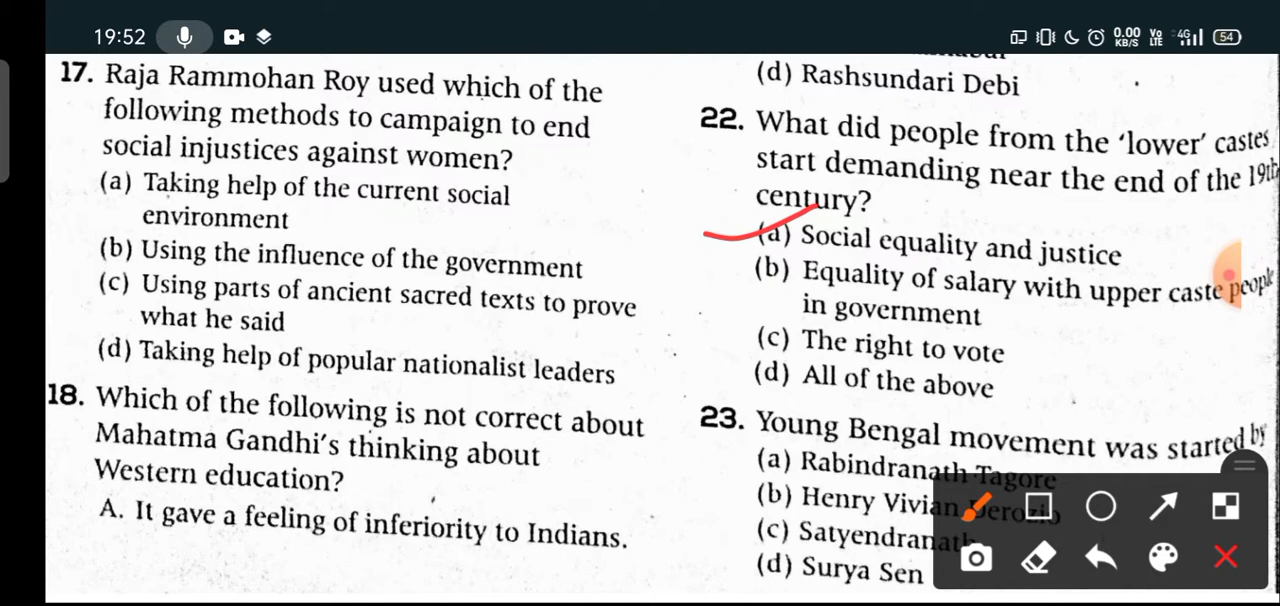 19:52
0.00
KB/S
Vo
LTE
4G
54
17. Raja Rammohan Roy used which of the
following methods to campaign to end
social injustices against women?
(a) Taking help of the current social
environment
(b) Using the influence of the government
(c) Using parts of ancient sacred texts to prove
what he said
(d) Taking help of popular nationalist leaders
18. Which of the following is not correct about
Mahatma Gandhi's thinking about
Western education?
A. It gave a feeling of inferiority to Indians.
(d) Rashsundari Debi
22. What did people from the 'lower' castes
start demanding near the end of the 19th
century?
(a) Social equality and justice
(b) Equality of salary with upper caste people
in government
(c) The right to vote
(d) All of the above
23. Young Bengal movement was started by
(a) Rabindranath Tagore
(b) Henry Vivian Derozio
(c) Satyendranath
(d) Surya Sen